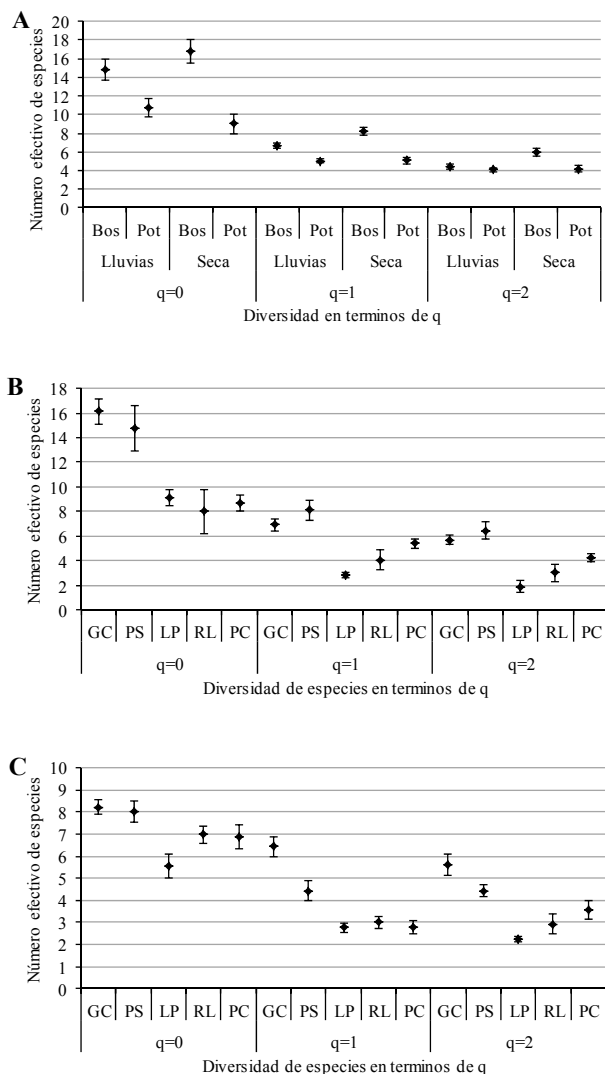 A
Número efectivo de especies
20
18
16
14
12
10
8
6
4
2
0
Bos Pot Bos Pot Bos Pot Bos Pot Bos Pot Bos Pot
Lluvias Seca Lluvias Seca Lluvias Seca
q=0 q=1 q=2
Diversidad en terminos de q
B
Número efectivo de especies
18
16
14
12
10
8
6
4
2
0
GC PS LP RL PC GC PS LP RL PC GC PS LP RL PC
q=0 q=1 q=2
Diversidad de especies en terminos de q
C
Número efectivo de especies
10
9
8
7
6
5
4
3
2
1
0
GC PS LP RL PC GC PS LP RL PC GC PS LP RL PC
q=0 q=1 q=2
Diversidad de especies en terminos de q